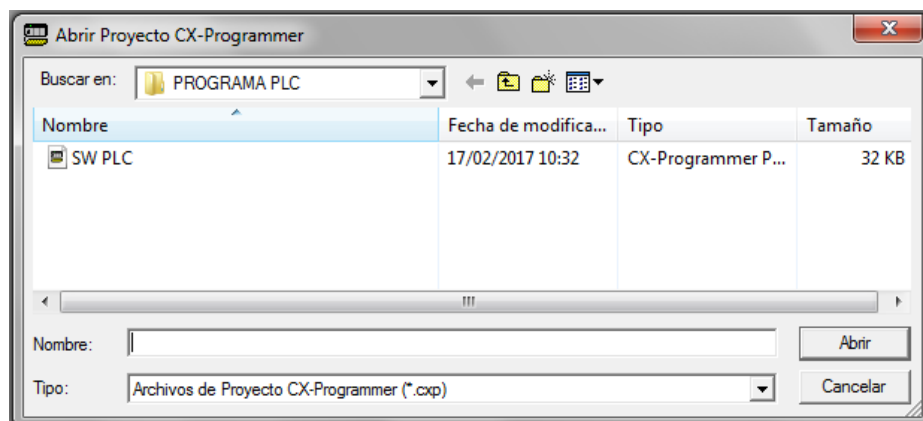 Abrir Proyecto CX-Programmer
Buscar en: PROGRAMA PLC
Nombre Fecha de modifica... Tipo Tamaño
SW PLC 17/02/2017 10:32 CX-Programmer P... 32 KB
Nombre: Abrir
Tipo: Archivos de Proyecto CX-Programmer (*.cxp) Cancelar